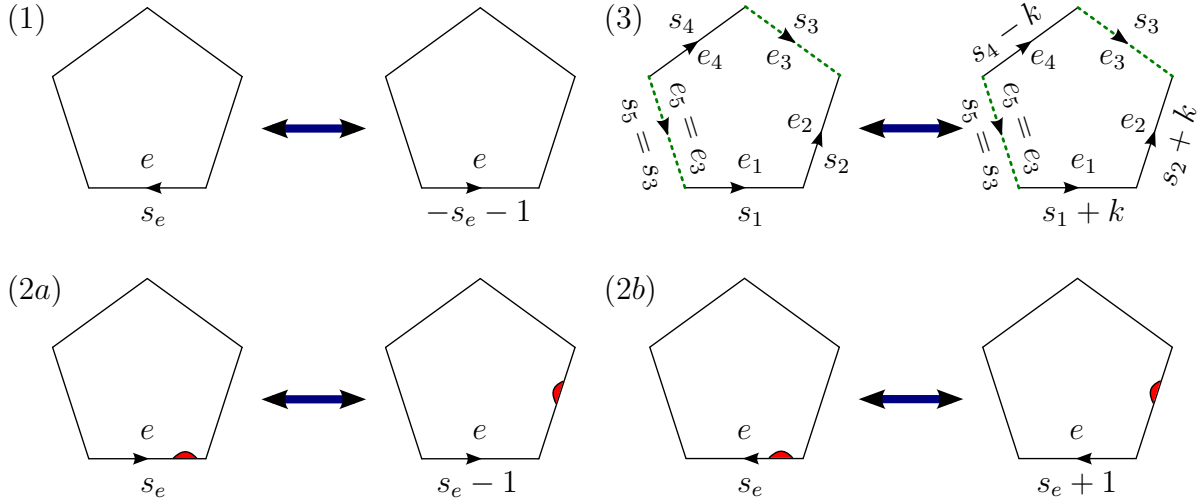 (1)
e
s_e
e
-s_e - 1
(3)
s_4
s_3
e_4
e_3
e_5 = e_3
s_5 = s_3
e_2
e_1
s_2
s_1
s_4 - k
s_3
e_4
e_3
e_5 = e_3
s_5 = s_3
e_2
e_1
s_2 + k
s_1 + k
(2a)
e
s_e
e
s_e - 1
(2b)
e
s_e
e
s_e + 1